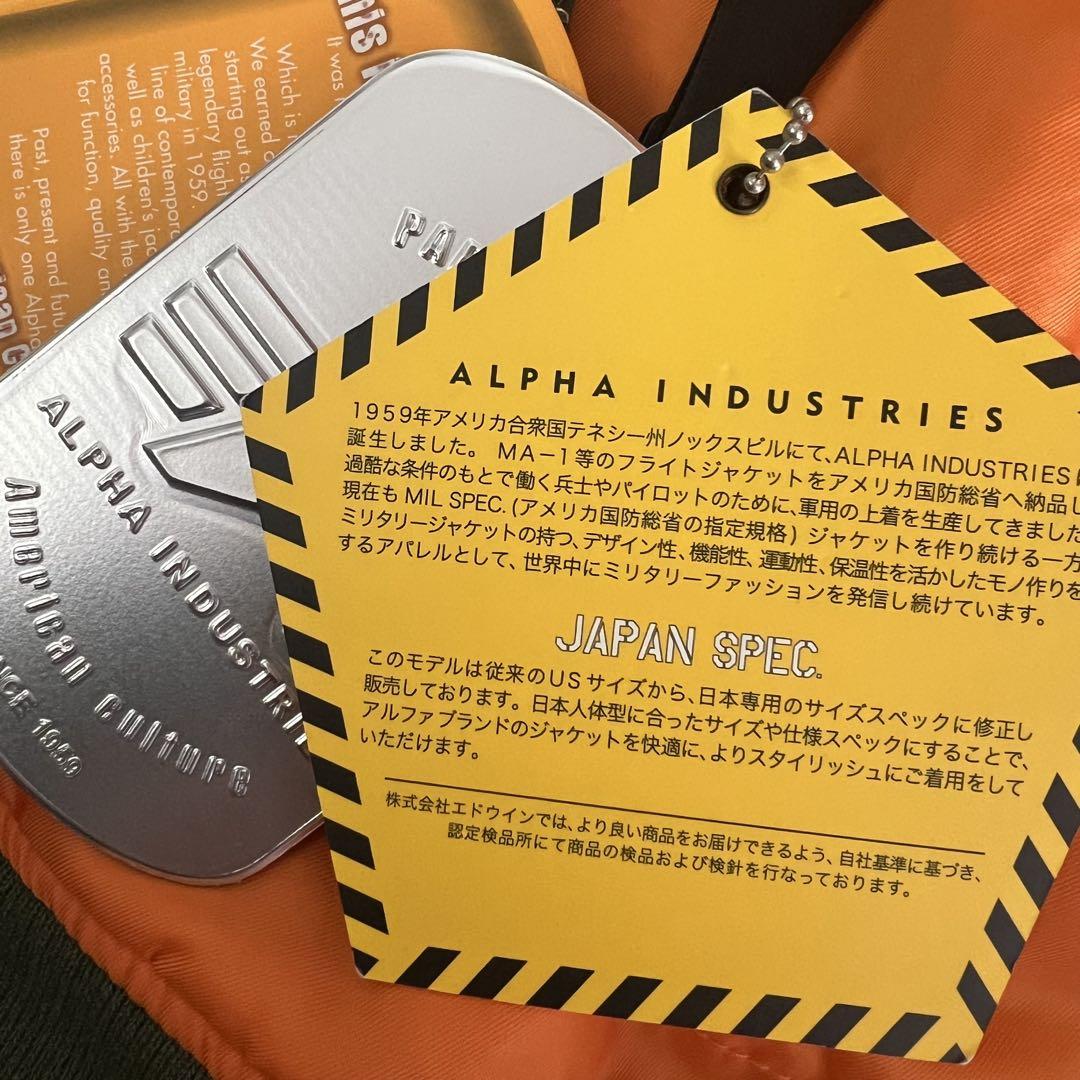 ALPHA INDUSTRIES
1959年アメリカ合衆国テネシー州ノックスビルにて、ALPHA INDUSTRIES
誕生しました。 MA-1等のフライトジャケットをアメリカ国防総省へ納品し
過酷な条件のもとで働く兵士やパイロットのために、軍用の上着を生産してきました
現在も MIL SPEC. (アメリカ国防総省の指定規格) ジャケットを作り続ける一方
ミリタリージャケットの持つ、デザイン性、機能性、運動性、保温性を活かしたモノ作りを
するアパレルとして、世界中にミリタリーファッションを発信し続けています。
JAPAN SPEC.
このモデルは従来のUSサイズから、日本専用のサイズスペックに修正し
販売しております。日本人体型に合ったサイズや仕様スペックにすることで、
アルファブランドのジャケットを快適に、よりスタイリッシュにご着用をして
いただけます。
株式会社エドウインでは、より良い商品をお届けできるよう、自社基準に基づき、
認定検品所にて商品の検品および検針を行なっております。
ALPHA INDUSTRI
American culture
1959
It was
Which is
We earned
starting out as
legendary flight
military in 1959.
line of contempor
well as children's jac
accessories. All with the
for function, quality an
Past, present and futu
there is only one Alpha